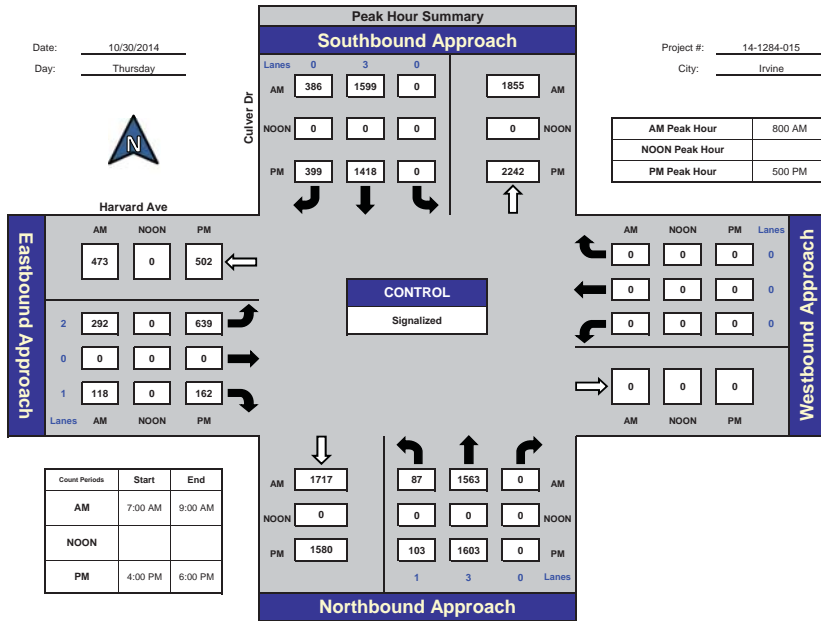 Peak Hour Summary
Southbound Approach
Date: 10/30/2014
Day: Thursday
Project #: 14-1284-015
City: Irvine
N
Culver Dr
Lanes 0 3 0
AM 386 1599 0 1855 AM
NOON 0 0 0 0 NOON
PM 399 1418 0 2242 PM
AM Peak Hour 800 AM
NOON Peak Hour
PM Peak Hour 500 PM
Harvard Ave
Eastbound Approach
AM NOON PM
473 0 502
2 292 0 639
0 0 0 0
1 118 0 162
Lanes AM NOON PM
CONTROL
Signalized
AM NOON PM Lanes
0 0 0 0
0 0 0 0
0 0 0 0
0 0 0
AM NOON PM
Westbound Approach
Count Periods Start End
AM 7:00 AM 9:00 AM
NOON
PM 4:00 PM 6:00 PM
AM 1717 87 1563 0 AM
NOON 0 0 0 0 NOON
PM 1580 103 1603 0 PM
1 3 0 Lanes
Northbound Approach